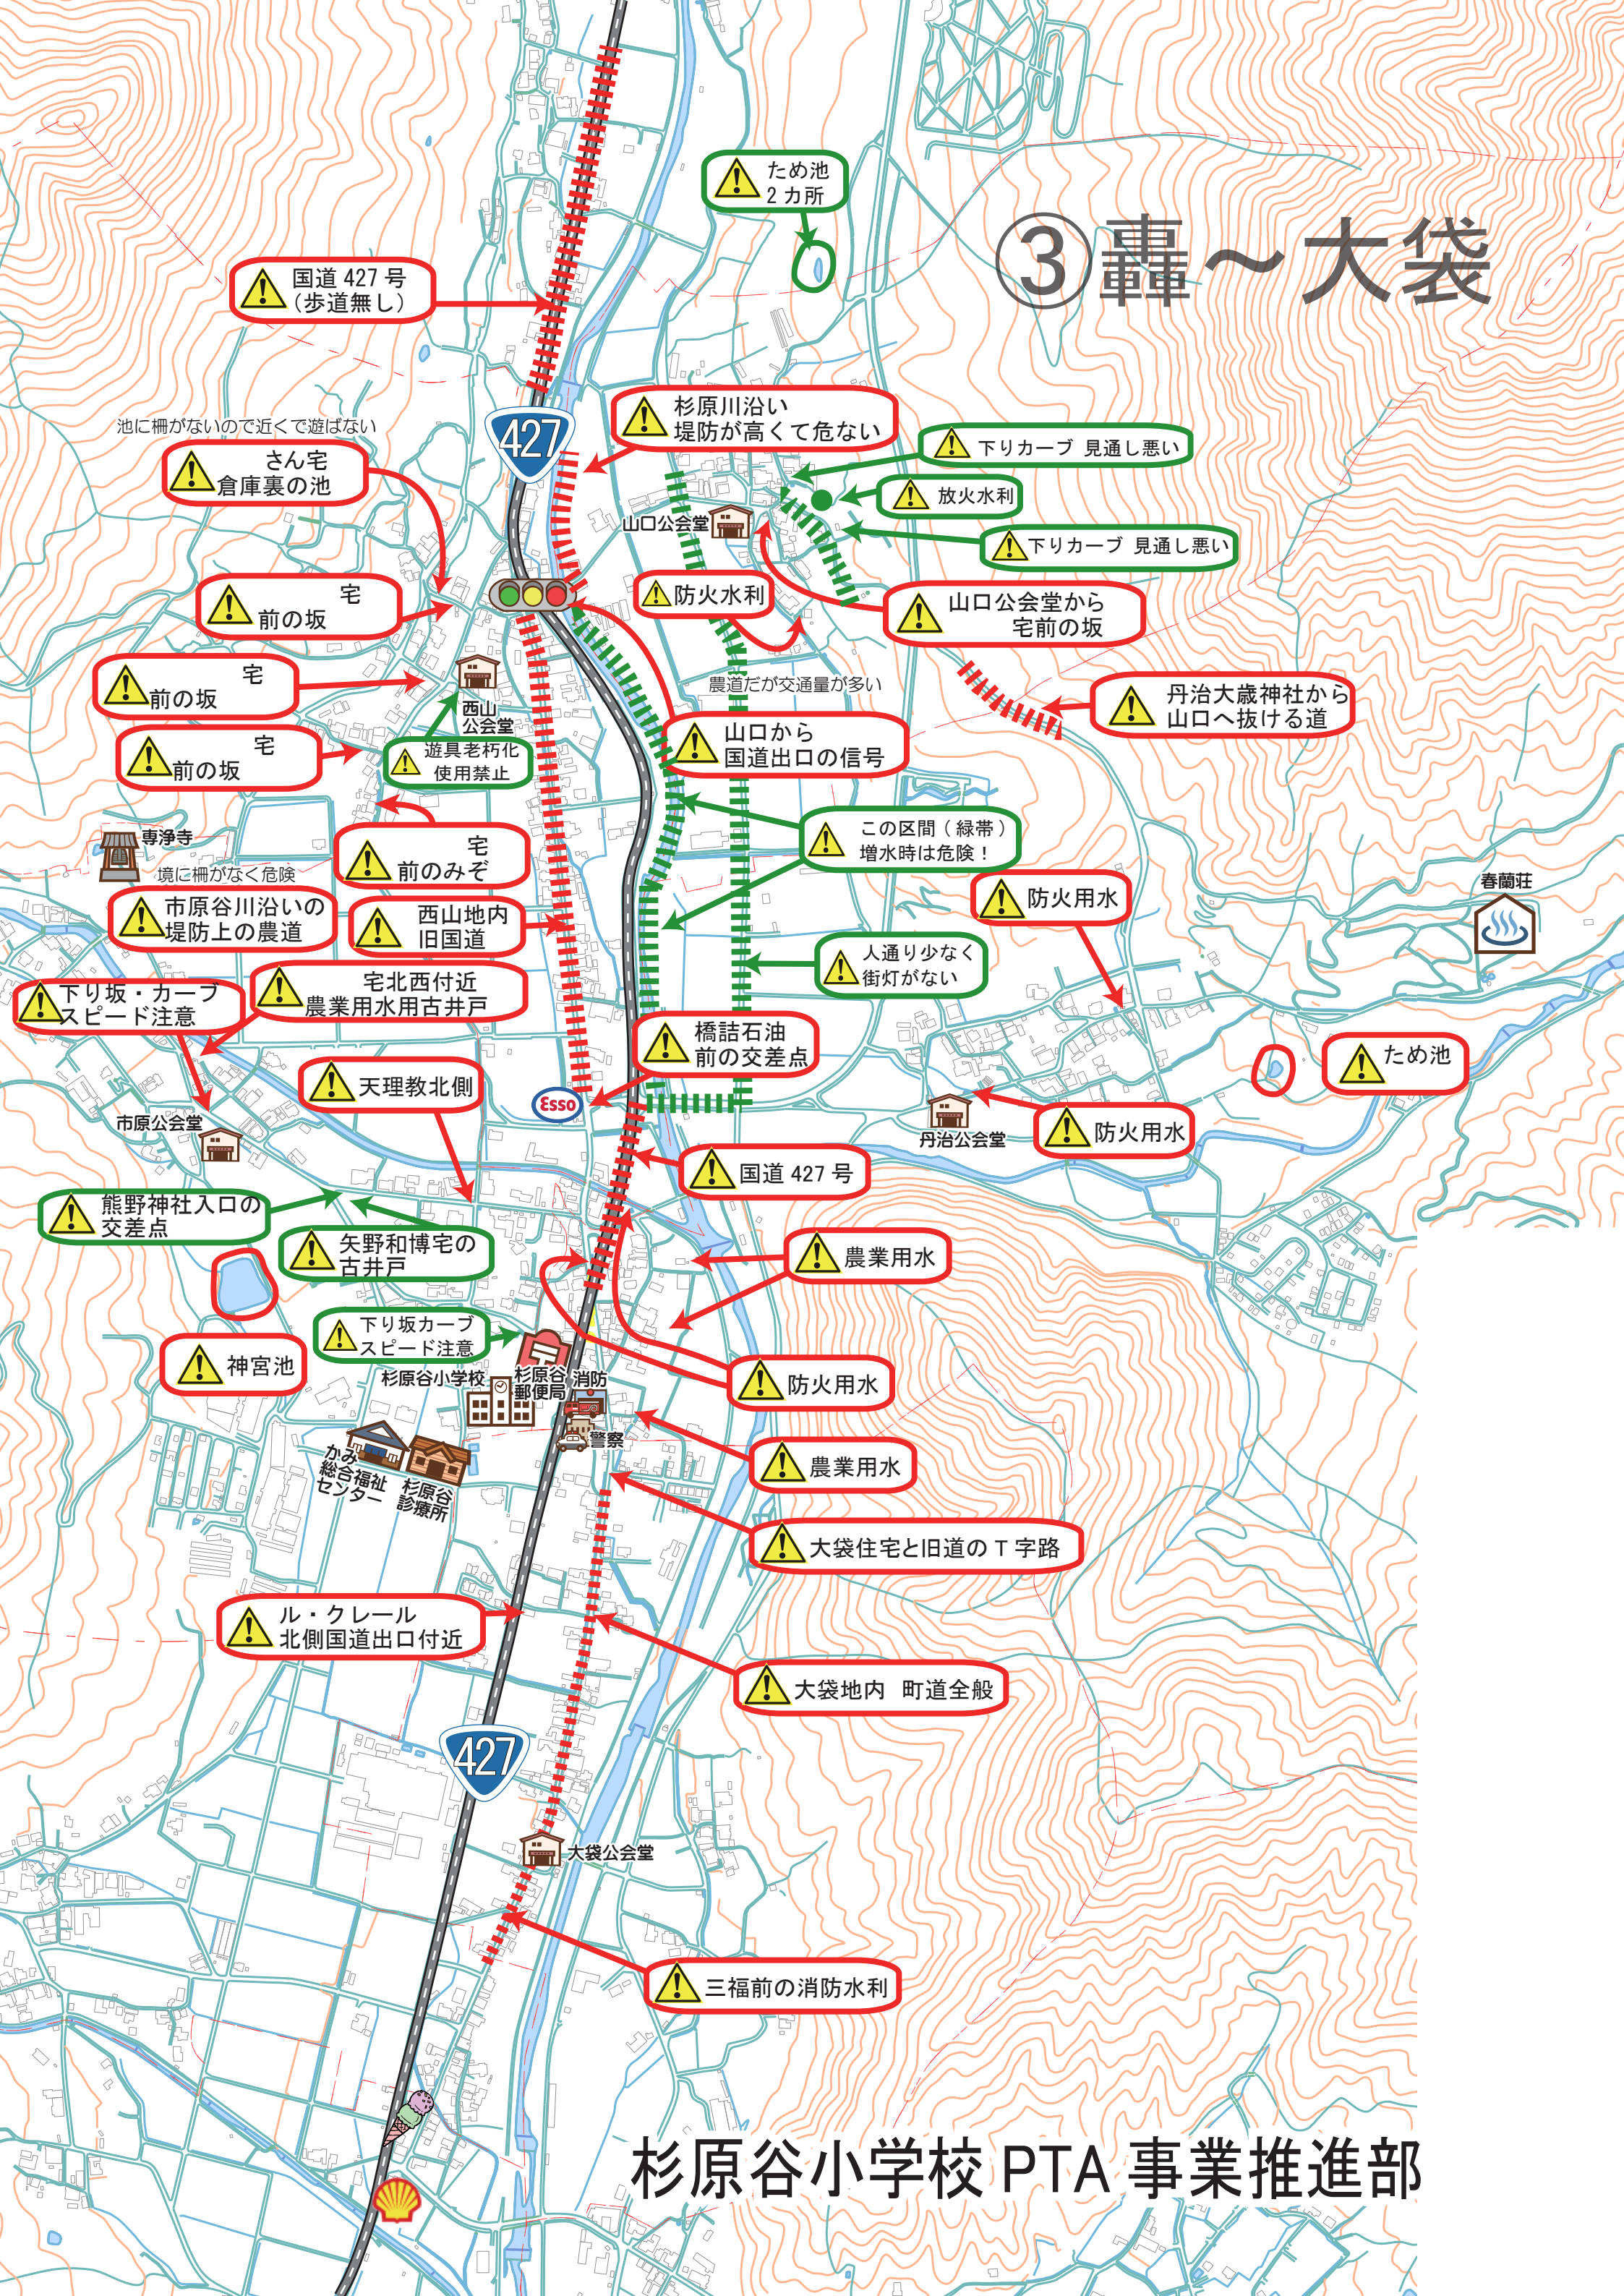 ため池
2カ所
③轟～大袋
国道427号
(歩道無し)
427
杉原川沿い
堤防が高くて危ない
下りカーブ 見通し悪い
放火水利
下りカーブ 見通し悪い
池に柵がないので近くで遊ばない
さん宅
倉庫裏の池
山口公会堂
防火水利
宅
前の坂
山口公会堂から
宅前の坂
宅
前の坂
西山
公会堂
農道だが交通量が多い
丹治大歳神社から
山口へ抜ける道
宅
前の坂
遊具老朽化
使用禁止
山口から
国道出口の信号
専浄寺
境に柵がなく危険
宅
前のみぞ
この区間(緑帯)
増水時は危険!
市原谷川沿いの
堤防上の農道
西山地内
旧国道
防火用水
春蘭荘
人通り少なく
街灯がない
下り坂・カーブ
スピード注意
宅北西付近
農業用水用古井戸
橋詰石油
前の交差点
ため池
天理教北側
Esso
市原公会堂
丹治公会堂
防火用水
国道427号
熊野神社入口の
交差点
矢野和博宅の
古井戸
農業用水
下り坂カーブ
スピード注意
神宮池
杉原谷小学校
杉原谷
郵便局
消防
防火用水
警察
かみ
総合福祉
センター
杉原谷
診療所
農業用水
大袋住宅と旧道のT字路
ル・クレール
北側国道出口付近
大袋地内 町道全般
427
大袋公会堂
三福前の消防水利
杉原谷小学校PTA事業推進部